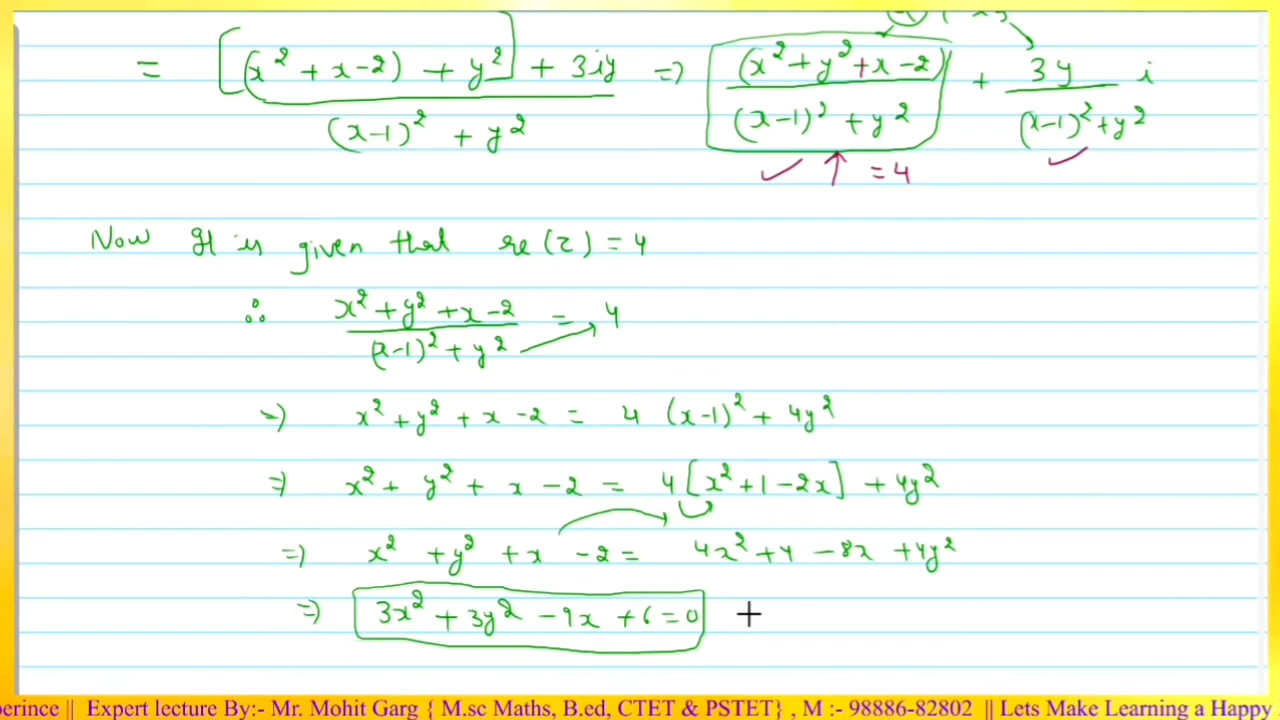 = [(x² + x-2) + y²] + 3iy / (x-1)² + y² => (x² + y² + x - 2) / (x-1)² + y² + 3y / (x-1)² + y² i
= 4
Now It is given that re(z) = 4
∴ x² + y² + x - 2 / (x-1)² + y² = 4
=> x² + y² + x - 2 = 4 (x-1)² + 4y²
=> x² + y² + x - 2 = 4 [x² + 1 - 2x] + 4y²
=> x² + y² + x - 2 = 4x² + 4 - 8x + 4y²
=> 3x² + 3y² - 9x + 6 = 0
perince || Expert lecture By:- Mr. Mohit Garg { M.sc Maths, B.ed, CTET & PSTET} , M :- 98886-82802 || Lets Make Learning a Happy